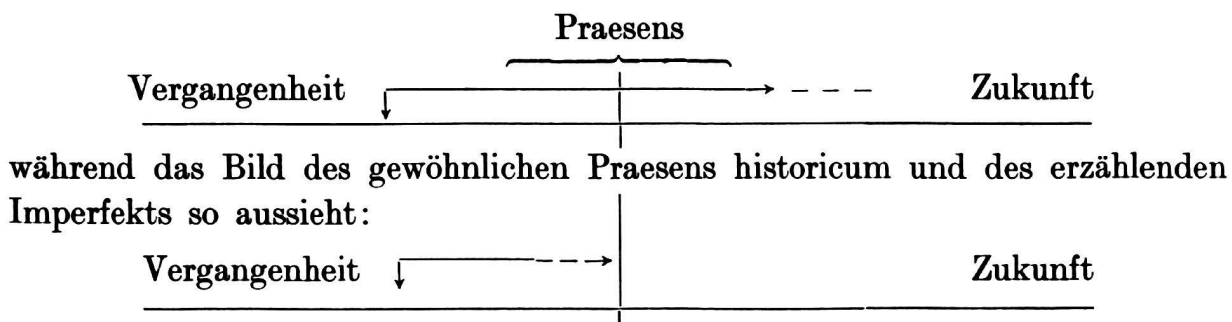 Praesens
Vergangenheit Zukunft
während das Bild des gewöhnlichen Praesens historicum und des erzählenden
Imperfekts so aussieht:
Vergangenheit Zukunft